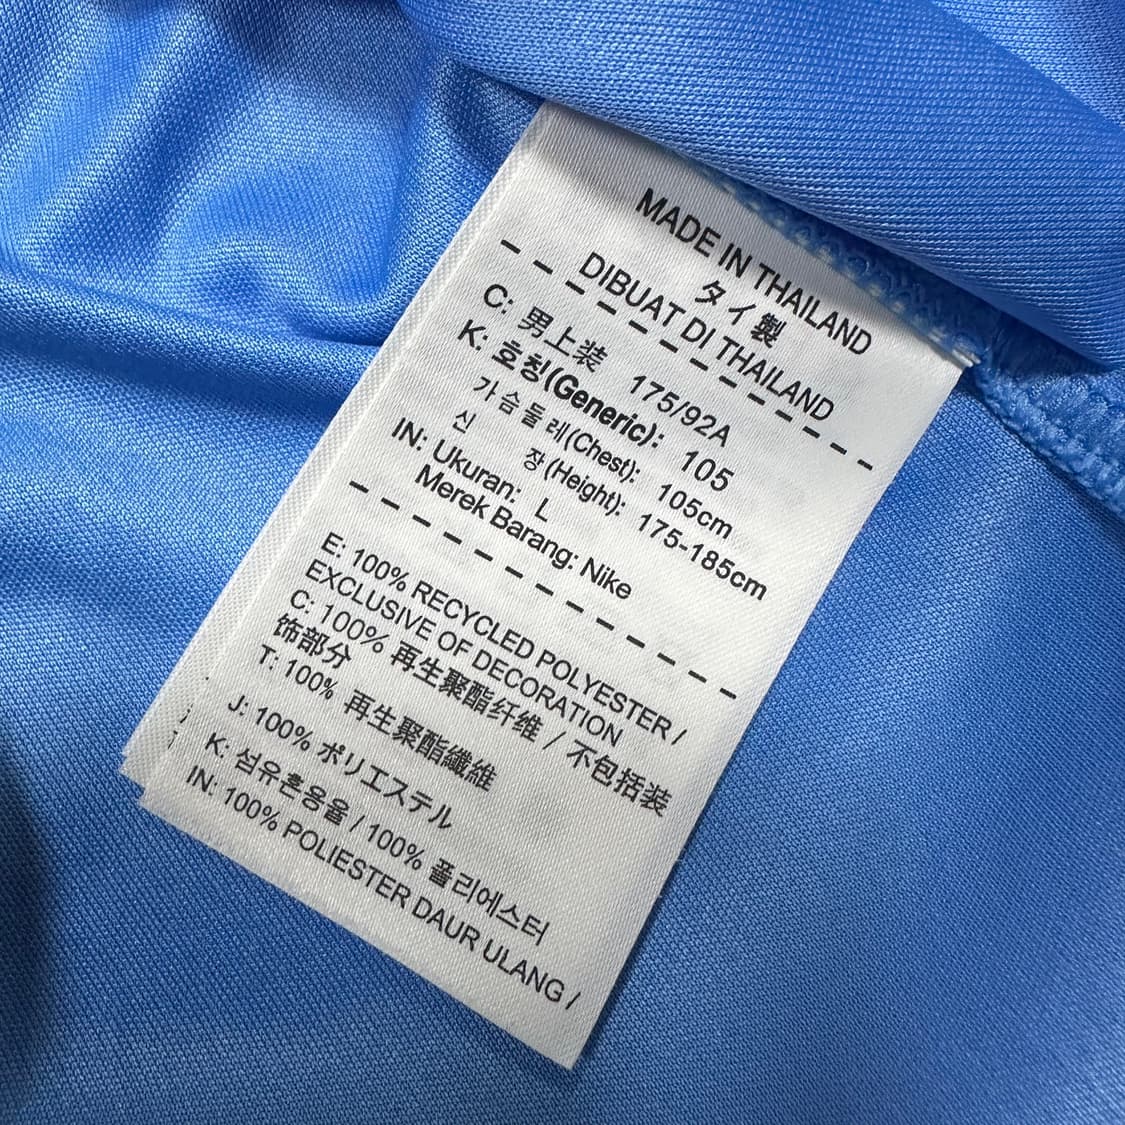 MADE IN THAILAND
タイ製
DIBUAT DI THAILAND
C: 男上装 175/92A
K: 호칭(Generic): 105
가슴둘레(Chest): 105cm
신 장(Height): 175-185cm
IN: Ukuran: L
Merek Barang: Nike
E: 100% RECYCLED POLYESTER /
EXCLUSIVE OF DECORATION
C: 100% 再生聚酯纤维 / 不包括装
饰部分
T: 100% 再生聚酯纖維
J: 100% ポリエステル
K: 섬유혼용율 / 100% 폴리에스터
IN: 100% POLIESTER DAUR ULANG /